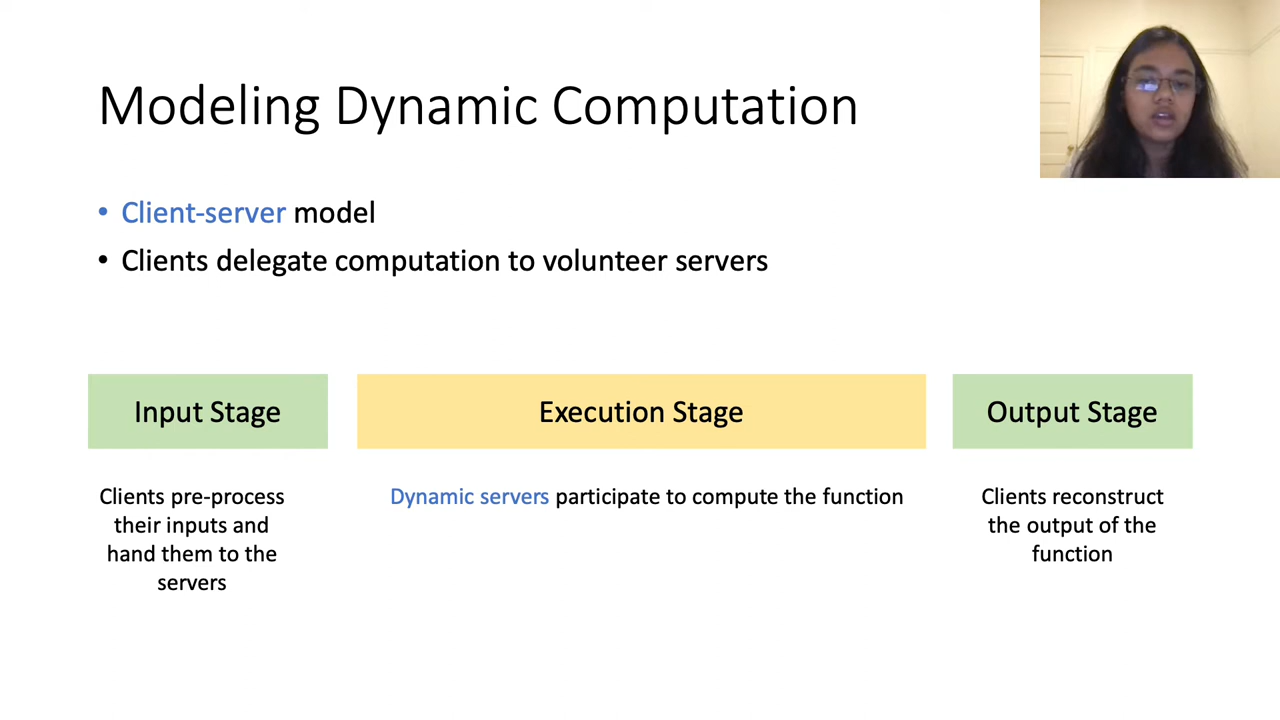 Modeling Dynamic Computation
• Client-server model
• Clients delegate computation to volunteer servers
Input Stage
Execution Stage
Output Stage
Clients pre-process
their inputs and
hand them to the
servers
Dynamic servers participate to compute the function
Clients reconstruct
the output of the
function